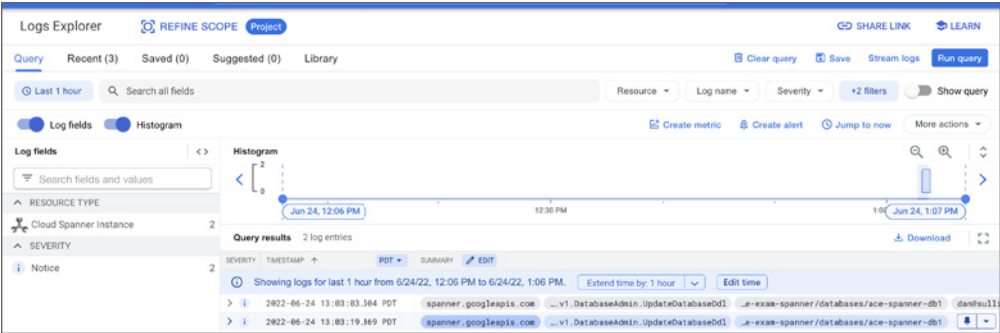 Logs Explorer REFINE SCOPE Project SHARE LINK LEARN
Query Recent (3) Saved (0) Suggested (0) Library Clear query Save Stream logs Run query
Last 1 hour Search all fields Resource Log name Severity +2 filters Show query
Log fields Histogram Create metric Create alert Jump to now More actions
Log fields <> Histogram
2
Search fields and values
0
RESOURCE TYPE
Jun 24, 12:06 PM 12:30 PM 1:00 Jun 24, 1:07 PM
Cloud Spanner Instance 2
Query results 2 log entries Download
SEVERITY
SEVERITY TIMESTAMP PDT SUMMARY EDIT
Notice 2
Showing logs for last 1 hour from 6/24/22, 12:06 PM to 6/24/22, 1:06 PM. Extend time by: 1 hour Edit time
2022-06-24 13:03:03.504 PDT spanner.googleapis.com ….v1.DatabaseAdmin.UpdateDatabaseDdl …e-exam-spanner/databases/ace-spanner-db1 dan@sulli
2022-06-24 13:03:19.869 PDT spanner.googleapis.com ….v1.DatabaseAdmin.UpdateDatabaseDdl …e-exam-spanner/databases/ace-spanner-db1